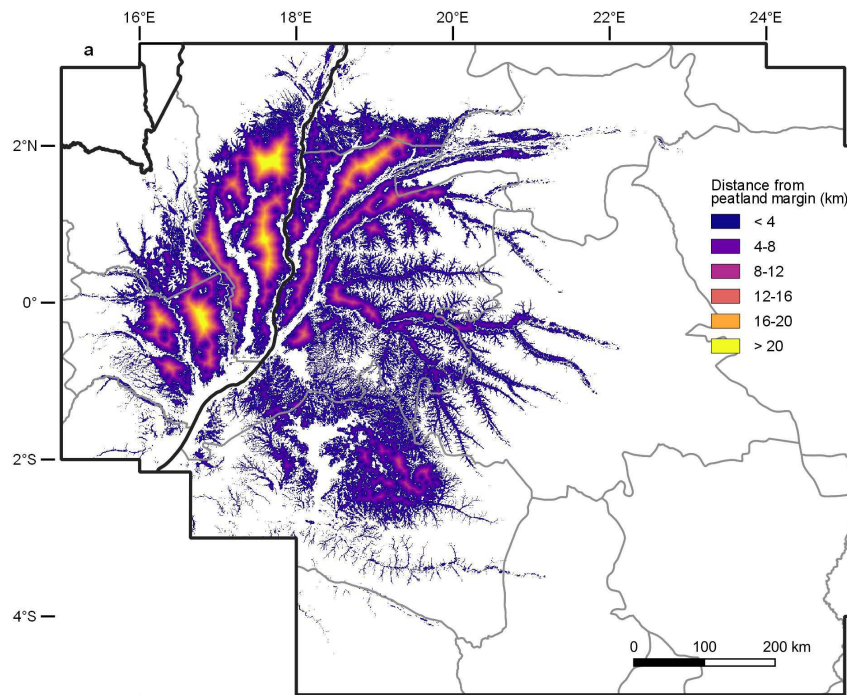 16°E 18°E 20°E 22°E 24°E
a
2°N
Distance from
peatland margin (km)
< 4
4-8
8-12
0°
12-16
16-20
> 20
2°S
4°S
0 100 200 km